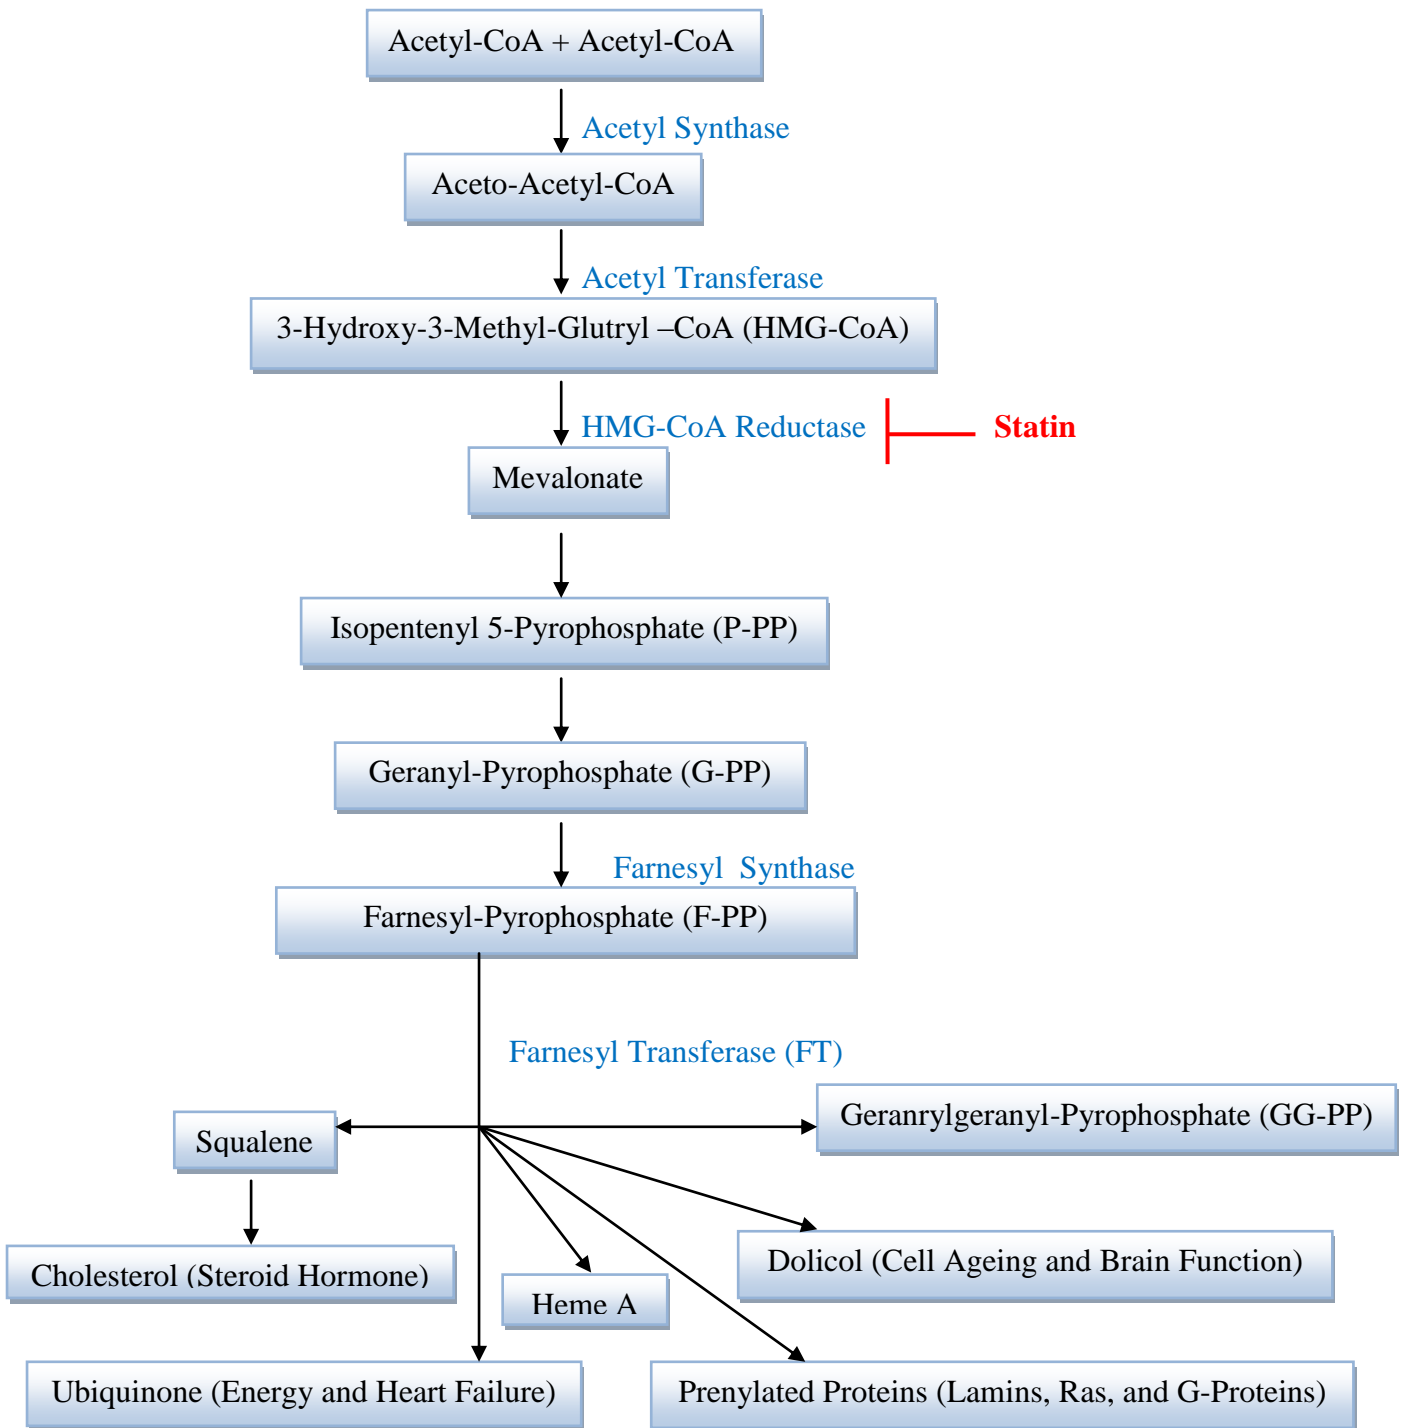 Acetyl-CoA + Acetyl-CoA
Acetyl Synthase
Aceto-Acetyl-CoA
Acetyl Transferase
3-Hydroxy-3-Methyl-Glutryl –CoA (HMG-CoA)
HMG-CoA Reductase
Statin
Mevalonate
Isopentenyl 5-Pyrophosphate (P-PP)
Geranyl-Pyrophosphate (G-PP)
Farnesyl Synthase
Farnesyl-Pyrophosphate (F-PP)
Farnesyl Transferase (FT)
Geranrylgeranyl-Pyrophosphate (GG-PP)
Squalene
Dolicol (Cell Ageing and Brain Function)
Cholesterol (Steroid Hormone)
Heme A
Ubiquinone (Energy and Heart Failure)
Prenylated Proteins (Lamins, Ras, and G-Proteins)